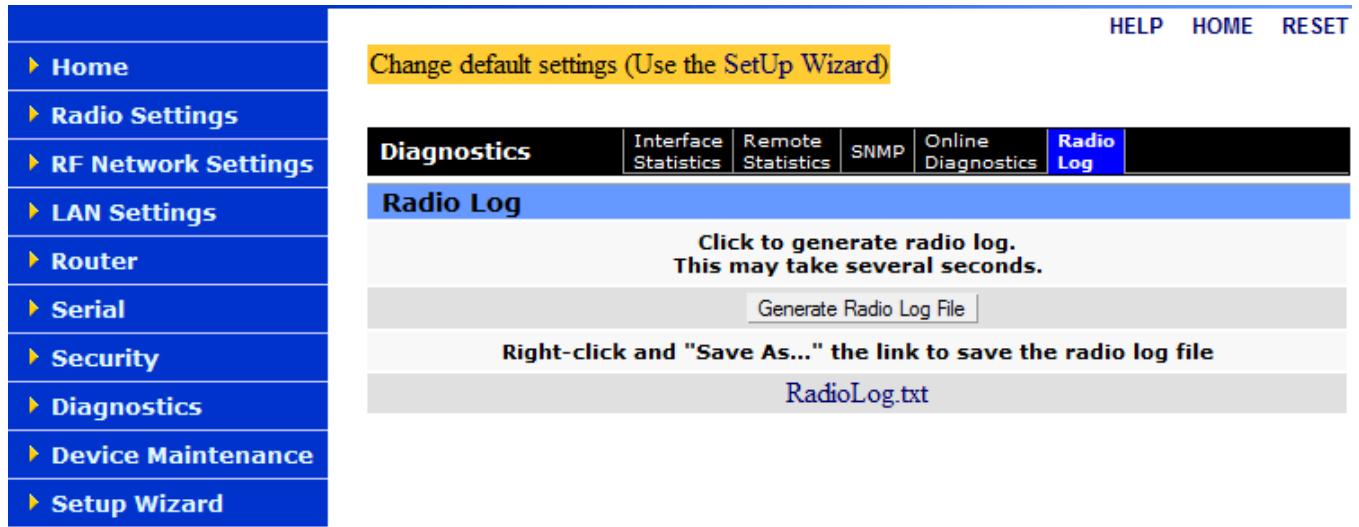 HELP HOME RESET
Home
Radio Settings
RF Network Settings
LAN Settings
Router
Serial
Security
Diagnostics
Device Maintenance
Setup Wizard
Change default settings (Use the SetUp Wizard)
Diagnostics
Interface
Statistics
Remote
Statistics
SNMP
Online
Diagnostics
Radio
Log
Radio Log
Click to generate radio log.
This may take several seconds.
Generate Radio Log File
Right-click and "Save As..." the link to save the radio log file
RadioLog.txt